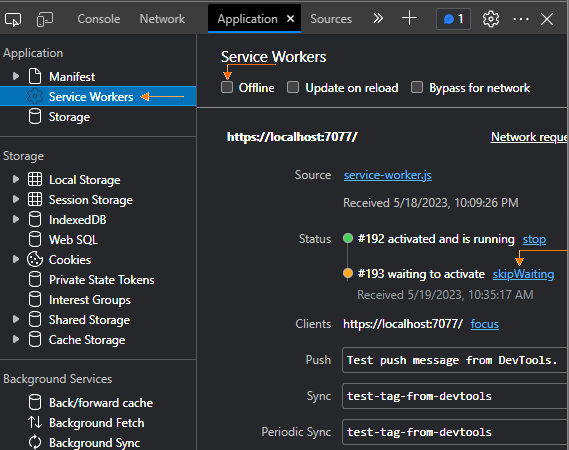 Console Network Application × Sources » + 1 ⚙ ... ×
Application
Manifest
Service Workers
Storage
Storage
Local Storage
Session Storage
IndexedDB
Web SQL
Cookies
Private State Tokens
Interest Groups
Shared Storage
Cache Storage
Background Services
Back/forward cache
Background Fetch
Background Sync
Service Workers
Offline Update on reload Bypass for network
https://localhost:7077/ Network reque
Source service-worker.js
Received 5/18/2023, 10:09:26 PM
Status #192 activated and is running stop
#193 waiting to activate skipWaiting
Received 5/19/2023, 10:35:17 AM
Clients https://localhost:7077/ focus
Push Test push message from DevTools.
Sync test-tag-from-devtools
Periodic Sync test-tag-from-devtools